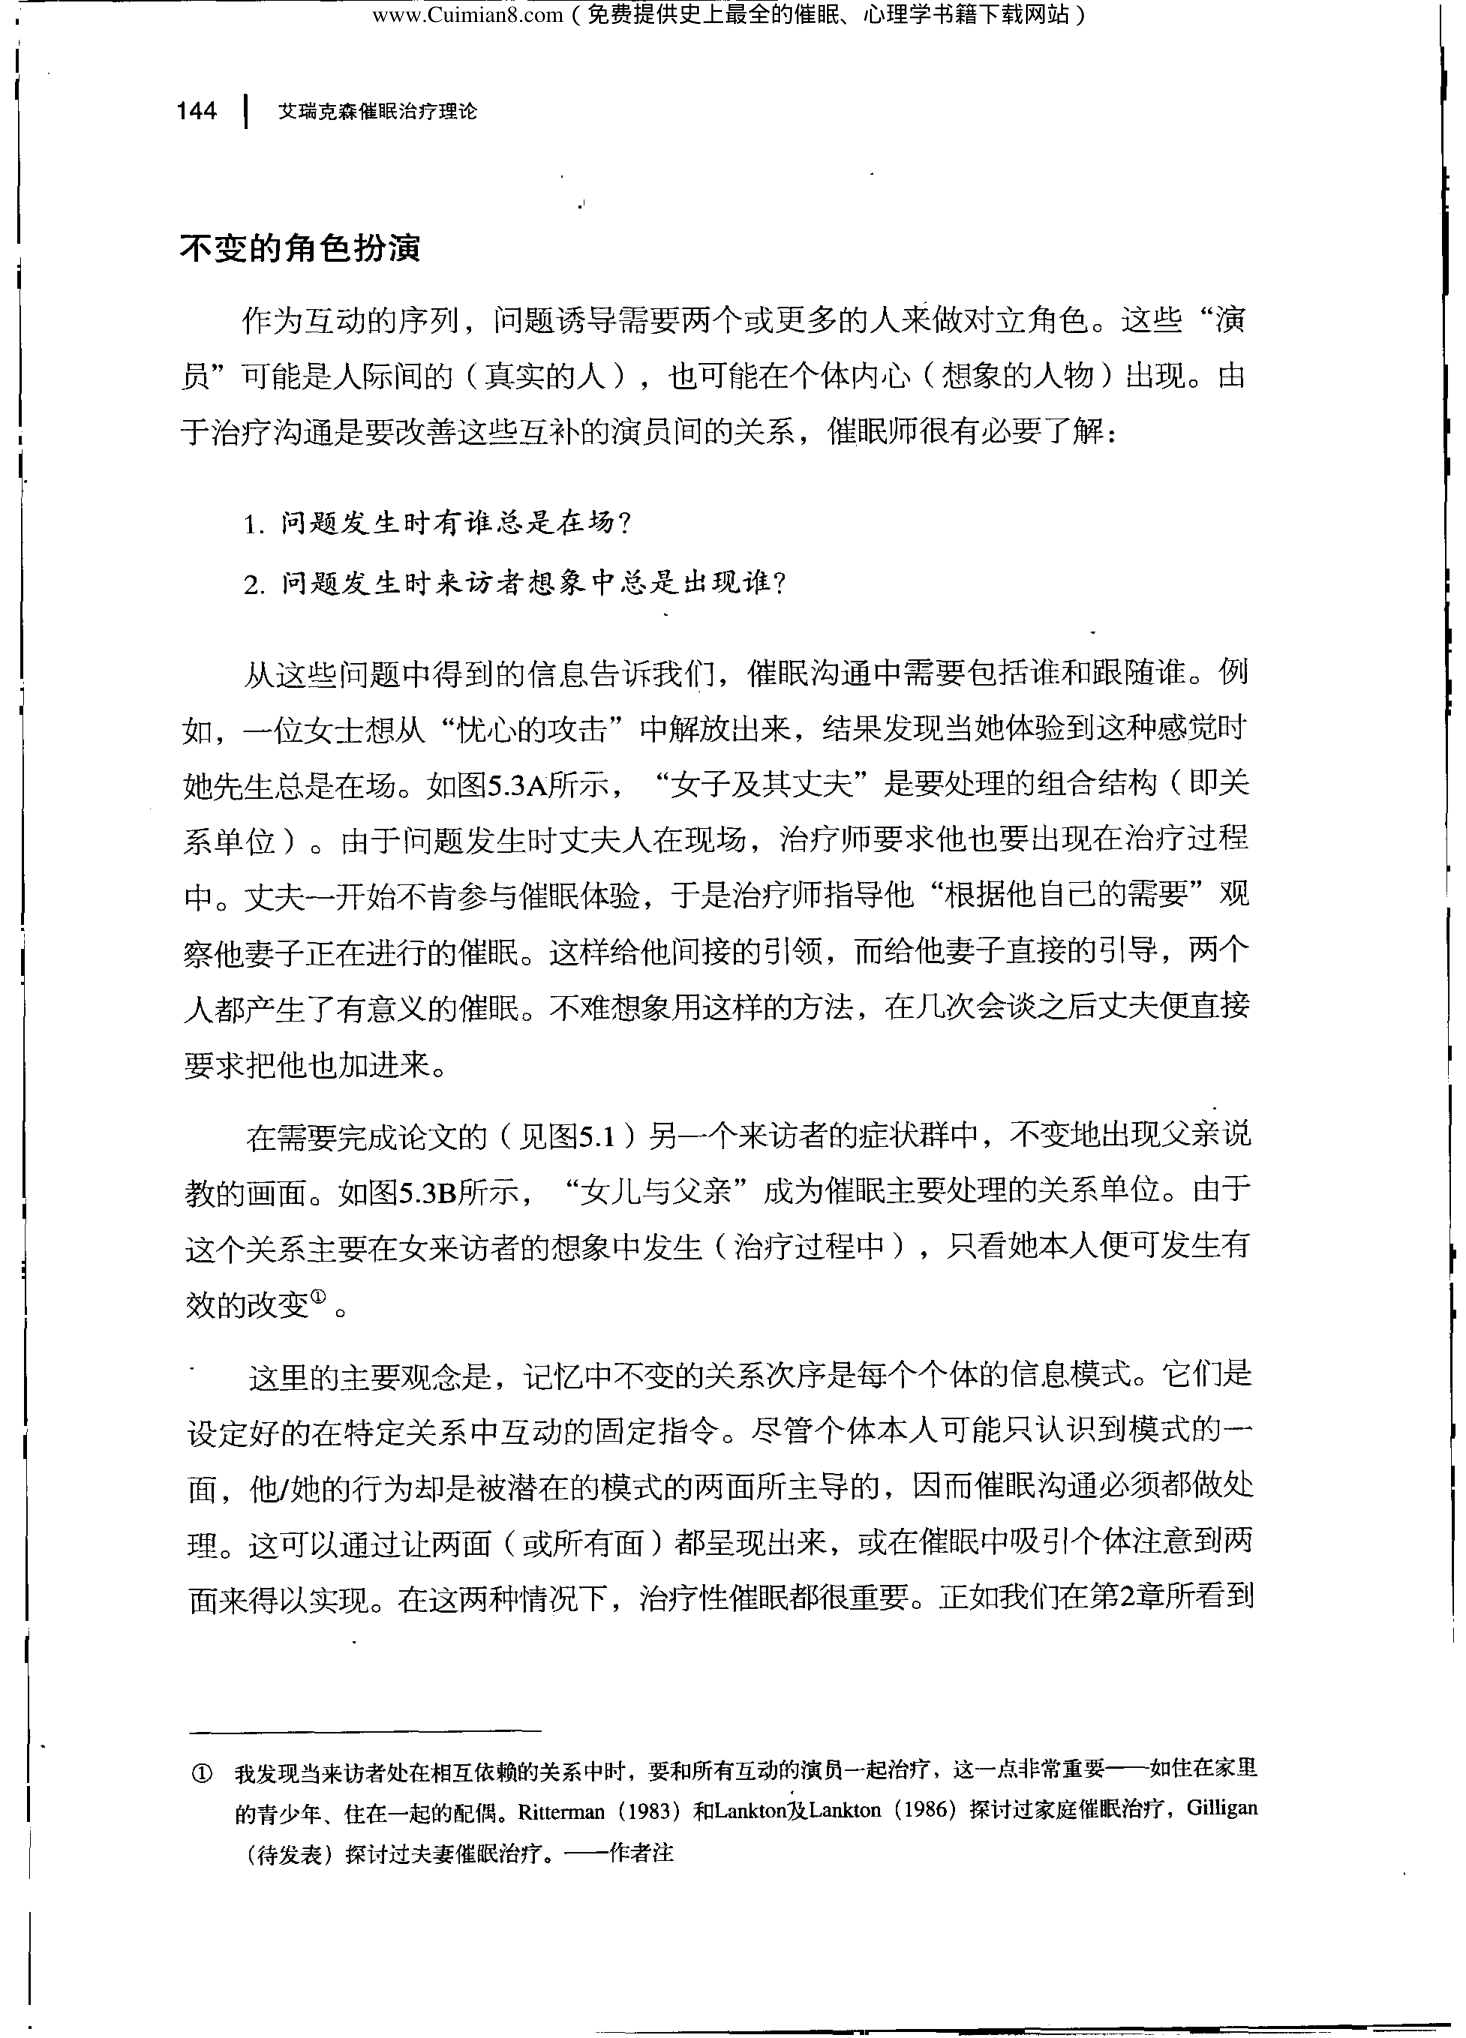 www.Cuimian8.com（免费提供史上最全的催眠、心理学书籍下载网站）
144 | 艾瑞克森催眠治疗理论
不变的角色扮演
作为互动的序列，问题诱导需要两个或更多的人来做对立角色。这些“演
员”可能是人际间的（真实的人），也可能在个体内心（想象的人物）出现。由
于治疗沟通是要改善这些互补的演员间的关系，催眠师很有必要了解：
1. 问题发生时有谁总是在场？
2. 问题发生时来访者想象中总是出现谁？
从这些问题中得到的信息告诉我们，催眠沟通中需要包括谁和跟随谁。例
如，一位女士想从“忧心的攻击”中解放出来，结果发现当她体验到这种感觉时
她先生总是在场。如图5.3A所示，“女子及其丈夫”是要处理的组合结构（即关
系单位）。由于问题发生时丈夫人在现场，治疗师要求他也要出现在治疗过程
中。丈夫一开始不肯参与催眠体验，于是治疗师指导他“根据他自己的需要”观
察他妻子正在进行的催眠。这样给他间接的引领，而给他妻子直接的引导，两个
人都产生了有意义的催眠。不难想象用这样的方法，在几次会谈之后丈夫便直接
要求把他也加进来。
在需要完成论文的（见图5.1）另一个来访者的症状群中，不变地出现父亲说
教的画面。如图5.3B所示，“女儿与父亲”成为催眠主要处理的关系单位。由于
这个关系主要在女来访者的想象中发生（治疗过程中），只看她本人便可发生有
效的改变①。
这里的主要观念是，记忆中不变的关系次序是每个个体的信息模式。它们是
设定好的在特定关系中互动的固定指令。尽管个体本人可能只认识到模式的一
面，他/她的行为却是被潜在的模式的两面所主导的，因而催眠沟通必须都做处
理。这可以通过让两面（或所有面）都呈现出来，或在催眠中吸引个体注意到两
面来得以实现。在这两种情况下，治疗性催眠都很重要。正如我们在第2章所看到
① 我发现当来访者处在相互依赖的关系中时，要和所有互动的演员一起治疗，这一点非常重要——如住在家里
的青少年、住在一起的配偶。Ritterman（1983）和Lankton及Lankton（1986）探讨过家庭催眠治疗，Gilligan
（待发表）探讨过夫妻催眠治疗。——作者注